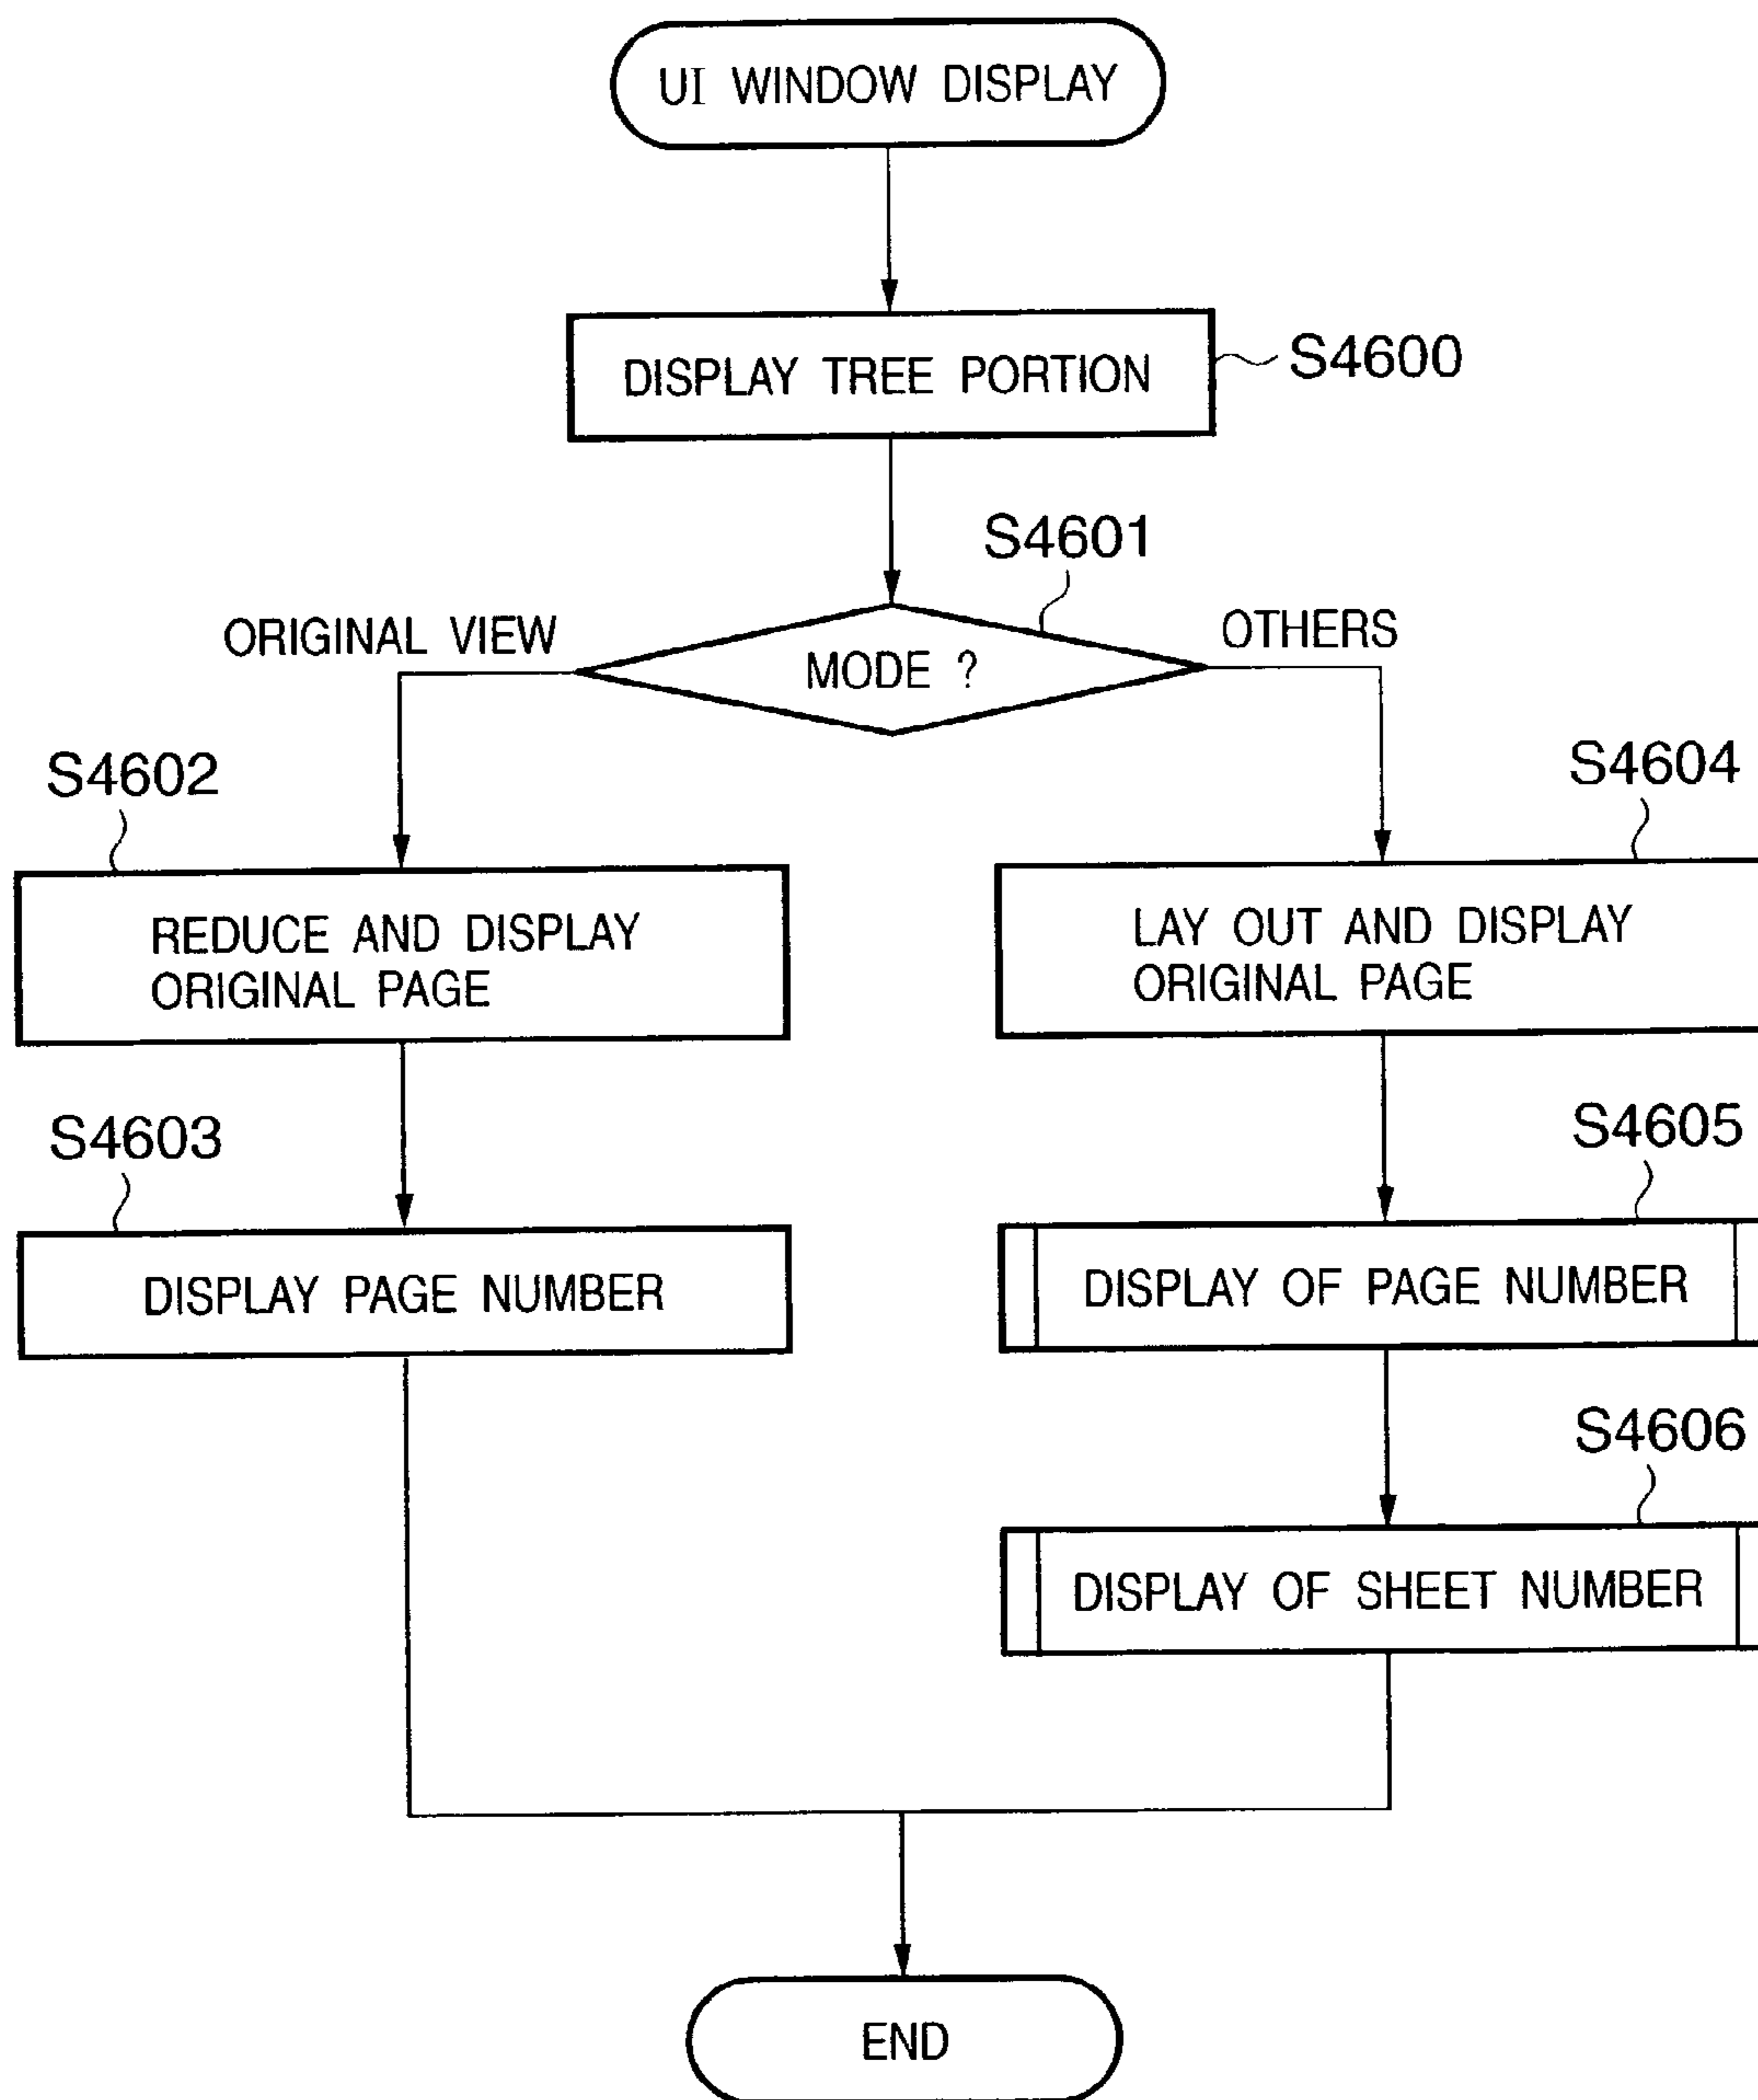 UI WINDOW DISPLAY
DISPLAY TREE PORTION
S4600
S4601
ORIGINAL VIEW
MODE ?
OTHERS
S4602
REDUCE AND DISPLAY
ORIGINAL PAGE
S4603
DISPLAY PAGE NUMBER
S4604
LAY OUT AND DISPLAY
ORIGINAL PAGE
S4605
DISPLAY OF PAGE NUMBER
S4606
DISPLAY OF SHEET NUMBER
END